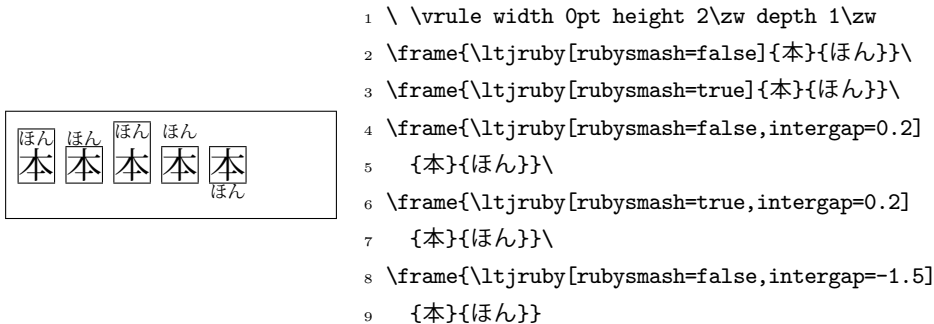 ほん ほん ほん ほん
本 本 本 本 本
ほん
1 \ \vrule width 0pt height 2\zw depth 1\zw
2 \frame{\ltjruby[rubysmash=false]{本}{ほん}}\
3 \frame{\ltjruby[rubysmash=true]{本}{ほん}}\
4 \frame{\ltjruby[rubysmash=false,intergap=0.2]
5 {本}{ほん}}\
6 \frame{\ltjruby[rubysmash=true,intergap=0.2]
7 {本}{ほん}}\
8 \frame{\ltjruby[rubysmash=false,intergap=-1.5]
9 {本}{ほん}}